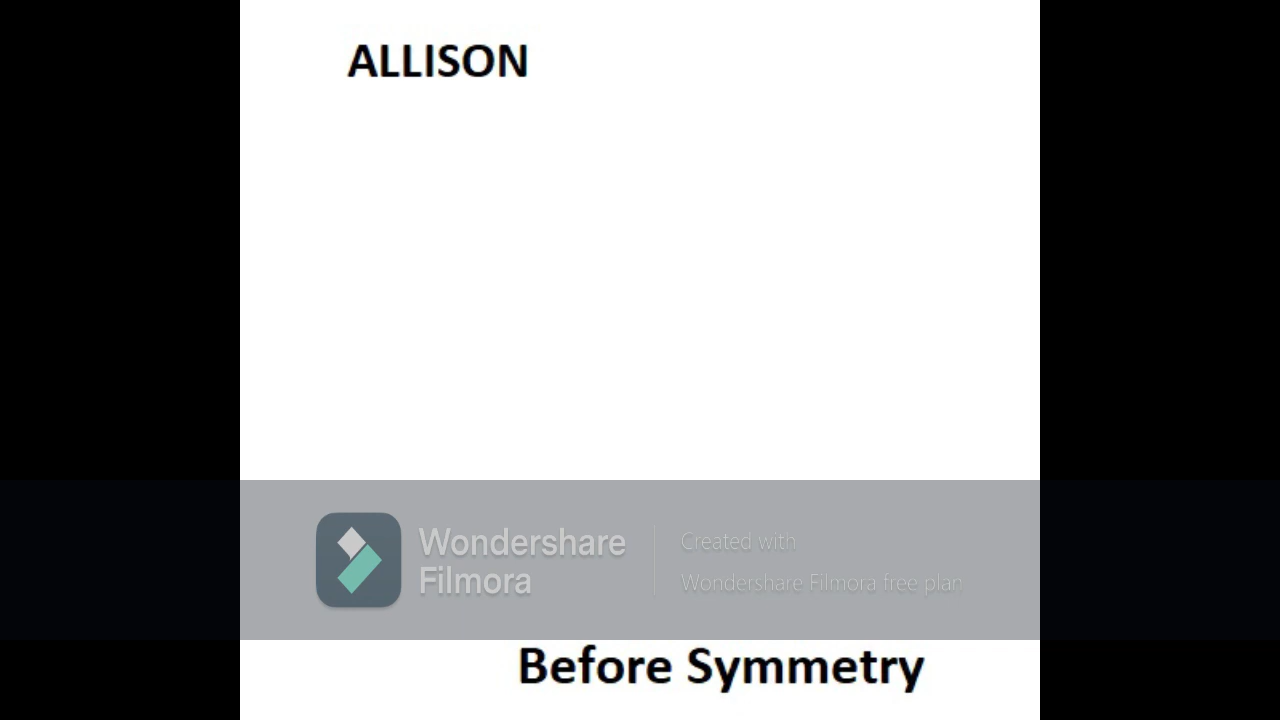 ALLISON
Wondershare
Filmora
Created with
Wondershare Filmora free plan
Before Symmetry